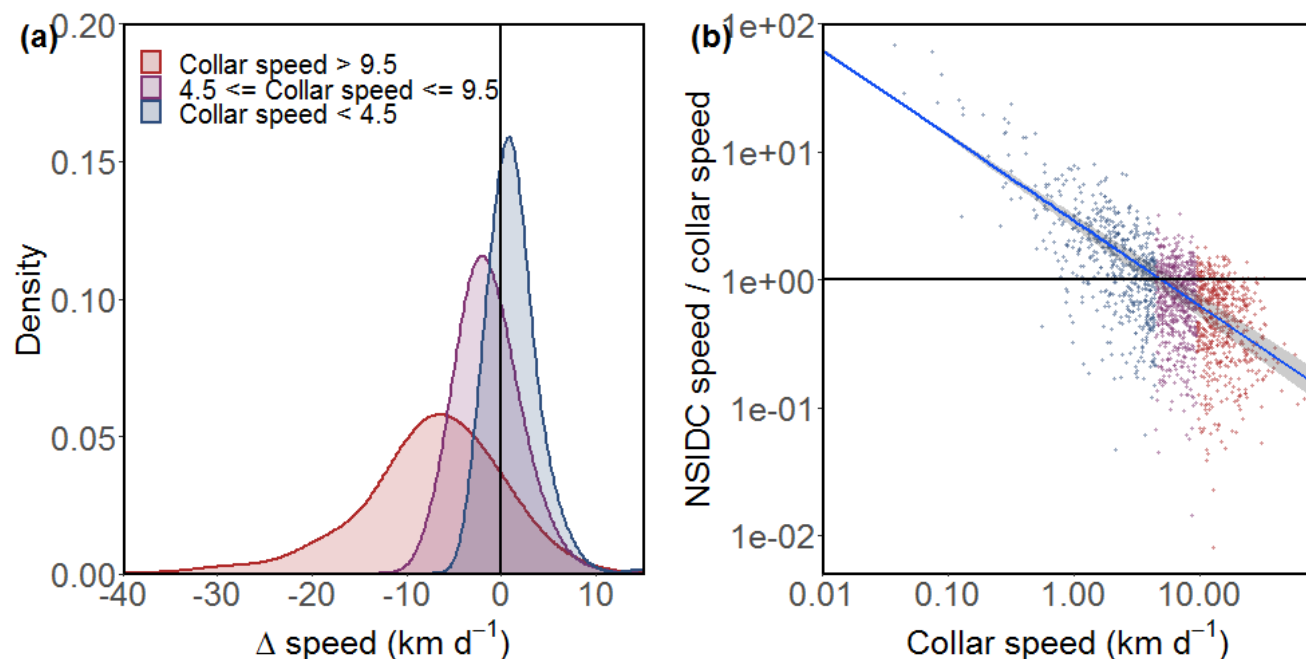 (a)
0.20
0.15
0.10
0.05
0.00
Density
Collar speed > 9.5
4.5 <= Collar speed <= 9.5
Collar speed < 4.5
-40 -30 -20 -10 0 10
Δ speed (km d⁻¹)
(b)
1e+02
1e+01
1e+00
1e-01
1e-02
NSIDC speed / collar speed
0.01 0.10 1.00 10.00
Collar speed (km d⁻¹)